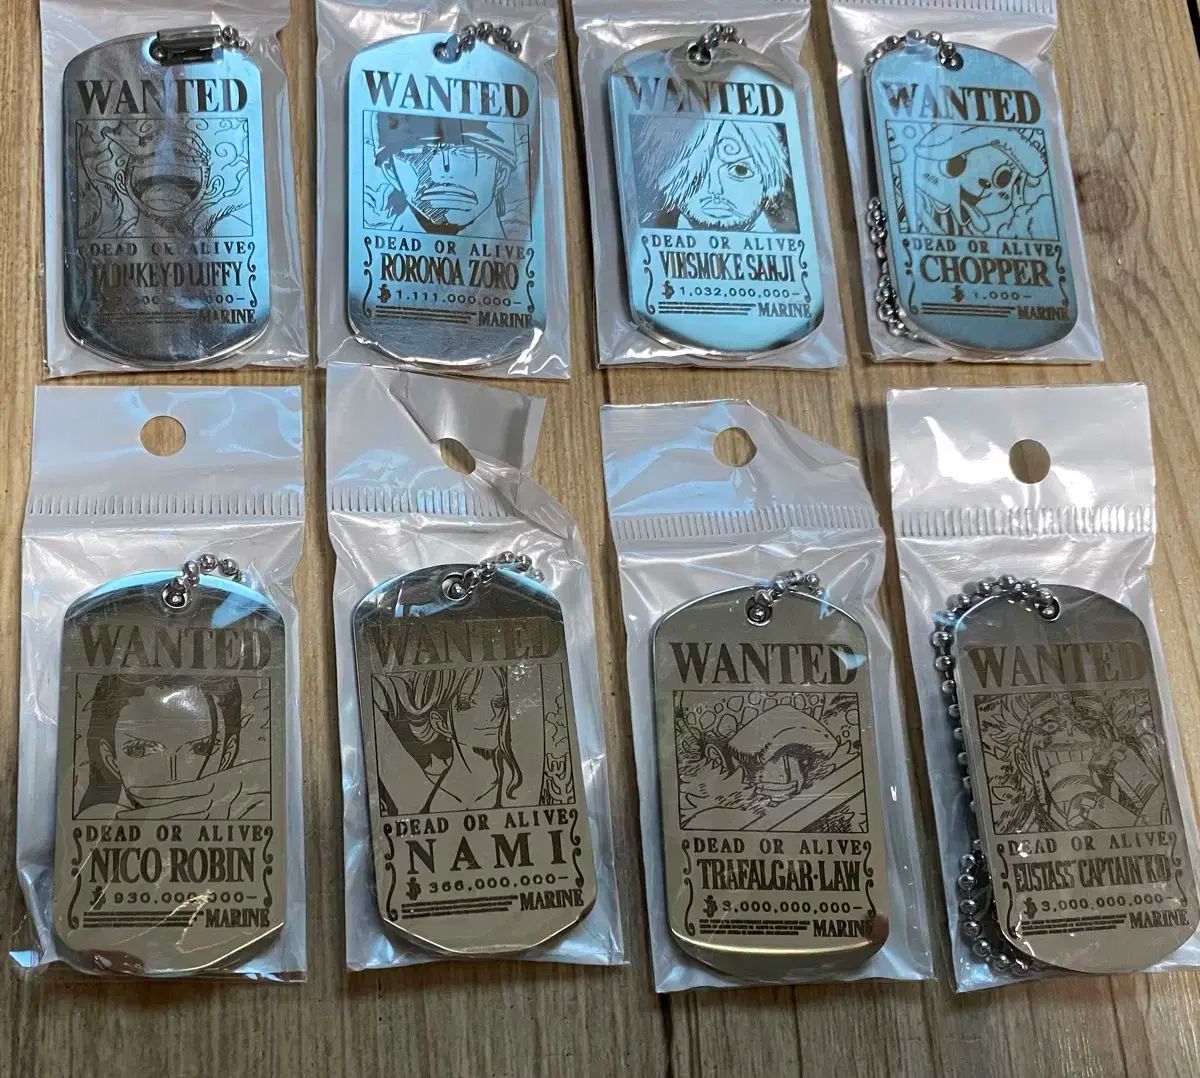 WANTED
DEAD OR ALIVE
MONKEY D LUFFY
MARINE
WANTED
DEAD OR ALIVE
RORONOA ZORO
1.111.000.000-
MARINE
WANTED
DEAD OR ALIVE
VINSMOKE SANJI
1,032,000,000-
MARINE
WANTED
DEAD OR ALIVE
CHOPPER
1.000-
MARINE
WANTED
DEAD OR ALIVE
NICO ROBIN
930,000,000-
MARINE
WANTED
DEAD OR ALIVE
NAMI
366,000,000-
MARINE
WANTED
DEAD OR ALIVE
TRAFALGAR·LAW
3,000,000,000-
MARINE
WANTED
DEAD OR ALIVE
EUSTASS"CAPTAIN"KID
3,000,000,000-
MARINE